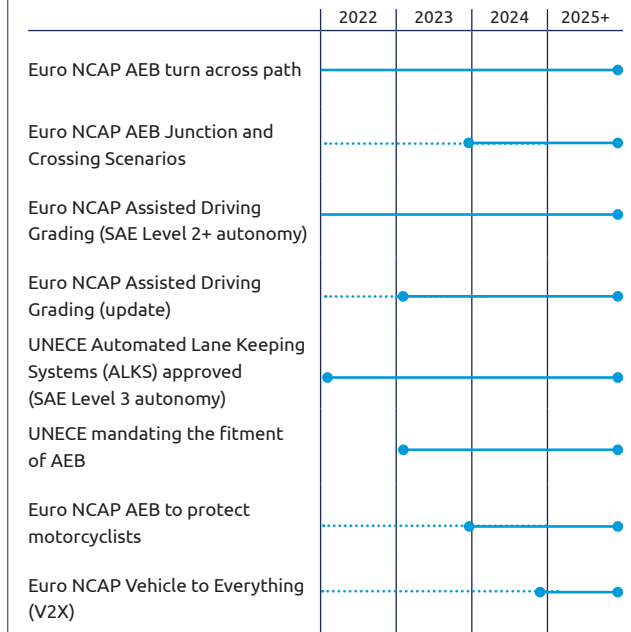 2022 2023 2024 2025+
Euro NCAP AEB turn across path
Euro NCAP AEB Junction and
Crossing Scenarios
Euro NCAP Assisted Driving
Grading (SAE Level 2+ autonomy)
Euro NCAP Assisted Driving
Grading (update)
UNECE Automated Lane Keeping
Systems (ALKS) approved
(SAE Level 3 autonomy)
UNECE mandating the fitment
of AEB
Euro NCAP AEB to protect
motorcyclists
Euro NCAP Vehicle to Everything
(V2X)